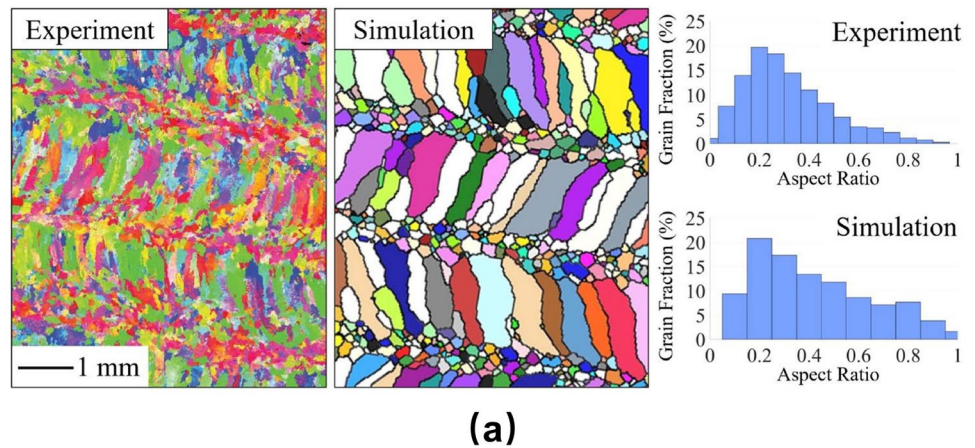 Experiment
1 mm
Simulation
Experiment
Grain Fraction (%)
25
20
15
10
5
0
0 0.2 0.4 0.6 0.8 1
Aspect Ratio
Simulation
Grain Fraction (%)
25
20
15
10
5
0
0 0.2 0.4 0.6 0.8 1
Aspect Ratio
(a)